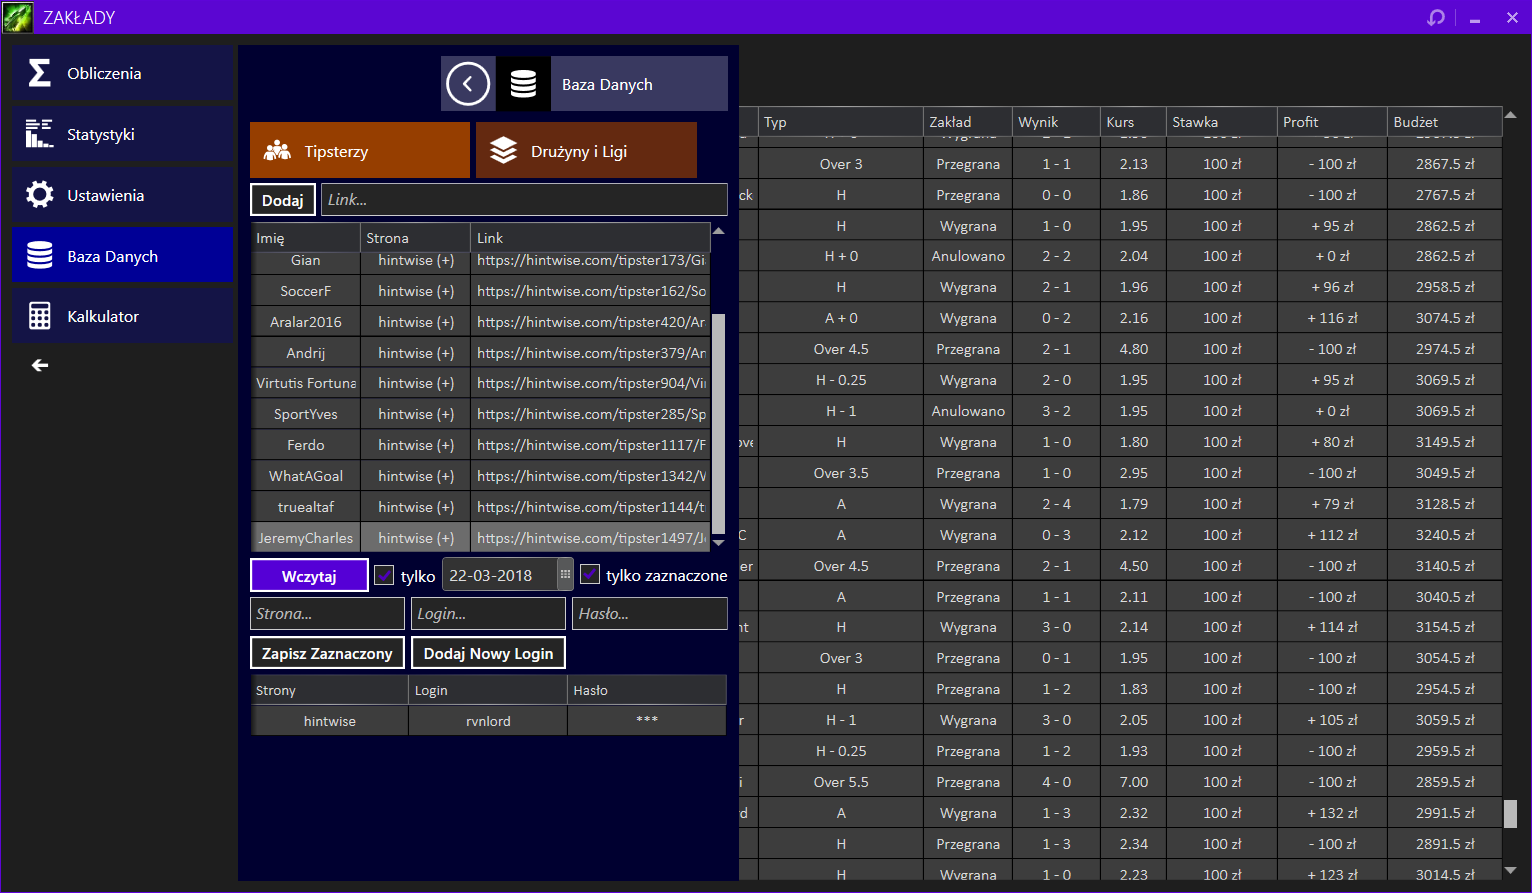 ZAKŁADY
Obliczenia
Statystyki
Ustawienia
Baza Danych
Kalkulator
Baza Danych
Tipsterzy
Drużyny i Ligi
Dodaj
Link...
Imię Strona Link
Gian hintwise (+) https://hintwise.com/tipster173/Gi
SoccerF hintwise (+) https://hintwise.com/tipster162/So
Aralar2016 hintwise (+) https://hintwise.com/tipster420/Ar
Andrij hintwise (+) https://hintwise.com/tipster379/An
Virtutis Fortuna hintwise (+) https://hintwise.com/tipster904/Vi
SportYves hintwise (+) https://hintwise.com/tipster285/Sp
Ferdo hintwise (+) https://hintwise.com/tipster1117/F
WhatAGoal hintwise (+) https://hintwise.com/tipster1342/
truealtaf hintwise (+) https://hintwise.com/tipster1144/t
JeremyCharles hintwise (+) https://hintwise.com/tipster1497/J
Wczytaj tylko 22-03-2018 tylko zaznaczone
Strona... Login... Hasło...
Zapisz Zaznaczony Dodaj Nowy Login
Strony Login Hasło
hintwise rvnlord ***
Typ Zakład Wynik Kurs Stawka Profit Budżet
Over 3 Przegrana 1 - 1 2.13 100 zł - 100 zł 2867.5 zł
ck H Przegrana 0 - 0 1.86 100 zł - 100 zł 2767.5 zł
H Wygrana 1 - 0 1.95 100 zł + 95 zł 2862.5 zł
H + 0 Anulowano 2 - 2 2.04 100 zł + 0 zł 2862.5 zł
H Wygrana 2 - 1 1.96 100 zł + 96 zł 2958.5 zł
A + 0 Wygrana 0 - 2 2.16 100 zł + 116 zł 3074.5 zł
Over 4.5 Przegrana 2 - 1 4.80 100 zł - 100 zł 2974.5 zł
H - 0.25 Wygrana 2 - 0 1.95 100 zł + 95 zł 3069.5 zł
H - 1 Anulowano 3 - 2 1.95 100 zł + 0 zł 3069.5 zł
ove H Wygrana 1 - 0 1.80 100 zł + 80 zł 3149.5 zł
Over 3.5 Przegrana 1 - 0 2.95 100 zł - 100 zł 3049.5 zł
A Wygrana 2 - 4 1.79 100 zł + 79 zł 3128.5 zł
C A Wygrana 0 - 3 2.12 100 zł + 112 zł 3240.5 zł
er Over 4.5 Przegrana 2 - 1 4.50 100 zł - 100 zł 3140.5 zł
A Przegrana 1 - 1 2.11 100 zł - 100 zł 3040.5 zł
nt H Wygrana 3 - 0 2.14 100 zł + 114 zł 3154.5 zł
Over 3 Przegrana 0 - 1 1.95 100 zł - 100 zł 3054.5 zł
H Przegrana 1 - 2 1.83 100 zł - 100 zł 2954.5 zł
r H - 1 Wygrana 3 - 0 2.05 100 zł + 105 zł 3059.5 zł
H - 0.25 Przegrana 1 - 2 1.93 100 zł - 100 zł 2959.5 zł
i Over 5.5 Przegrana 4 - 0 7.00 100 zł - 100 zł 2859.5 zł
rd A Wygrana 1 - 3 2.32 100 zł + 132 zł 2991.5 zł
H Przegrana 1 - 3 2.34 100 zł - 100 zł 2891.5 zł
H Wygrana 1 - 0 2.23 100 zł + 123 zł 3014.5 zł